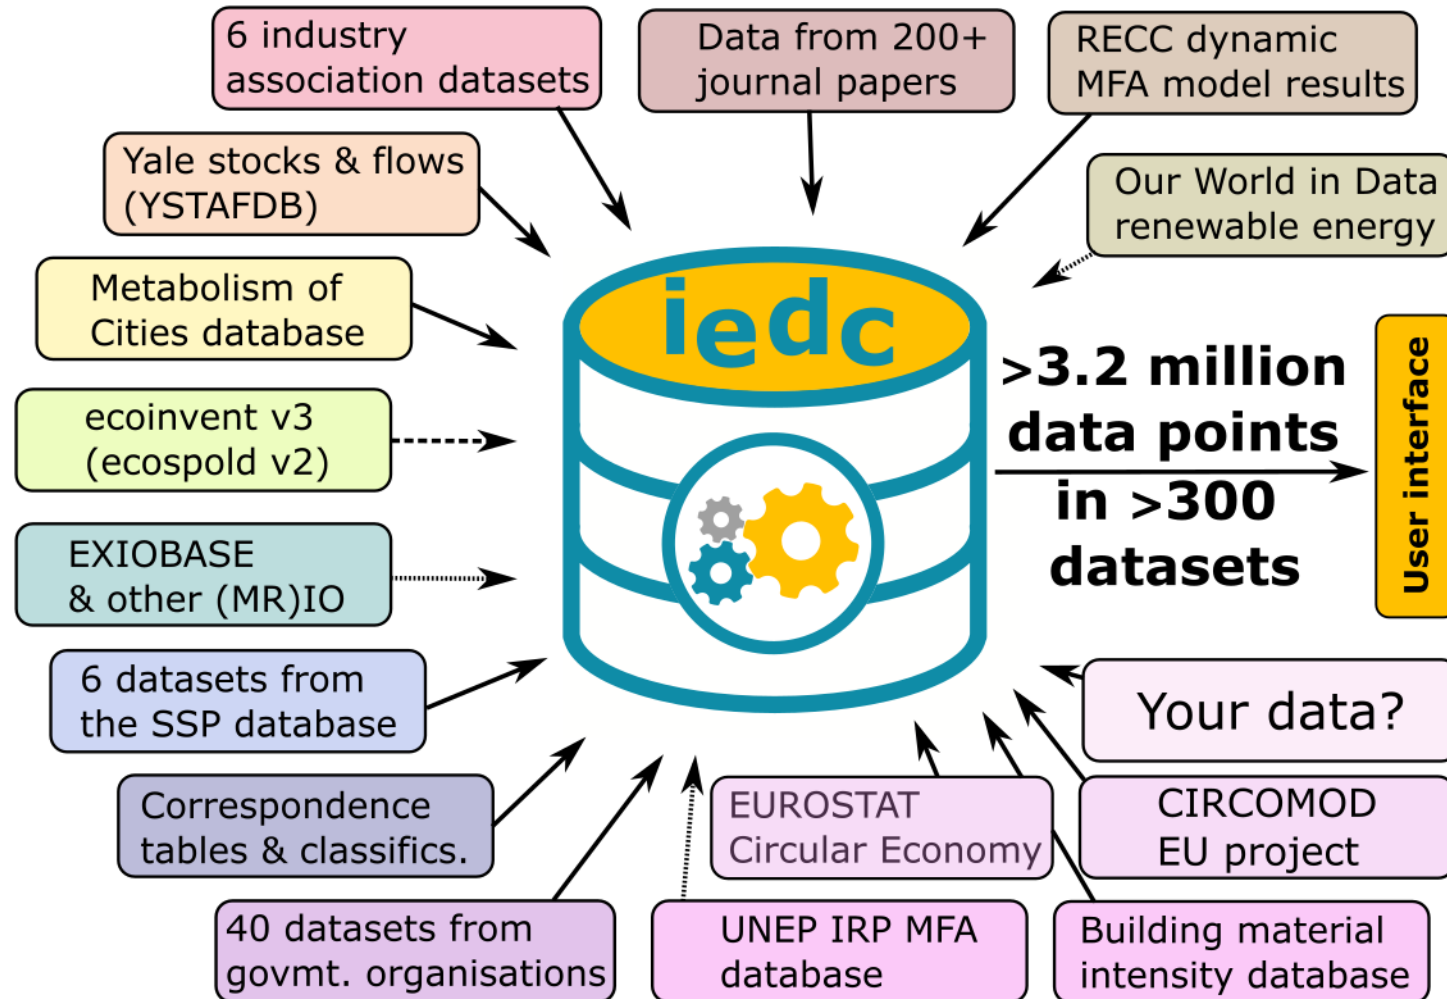 6 industry
association datasets
Data from 200+
journal papers
RECC dynamic
MFA model results
Yale stocks & flows
(YSTAFDB)
Our World in Data
renewable energy
Metabolism of
Cities database
iedc
>3.2 million
data points
in >300
datasets
User interface
ecoinvent v3
(ecospold v2)
EXIOBASE
& other (MR)IO
6 datasets from
the SSP database
Your data?
Correspondence
tables & classifics.
EUROSTAT
Circular Economy
CIRCOMOD
EU project
40 datasets from
govmt. organisations
UNEP IRP MFA
database
Building material
intensity database